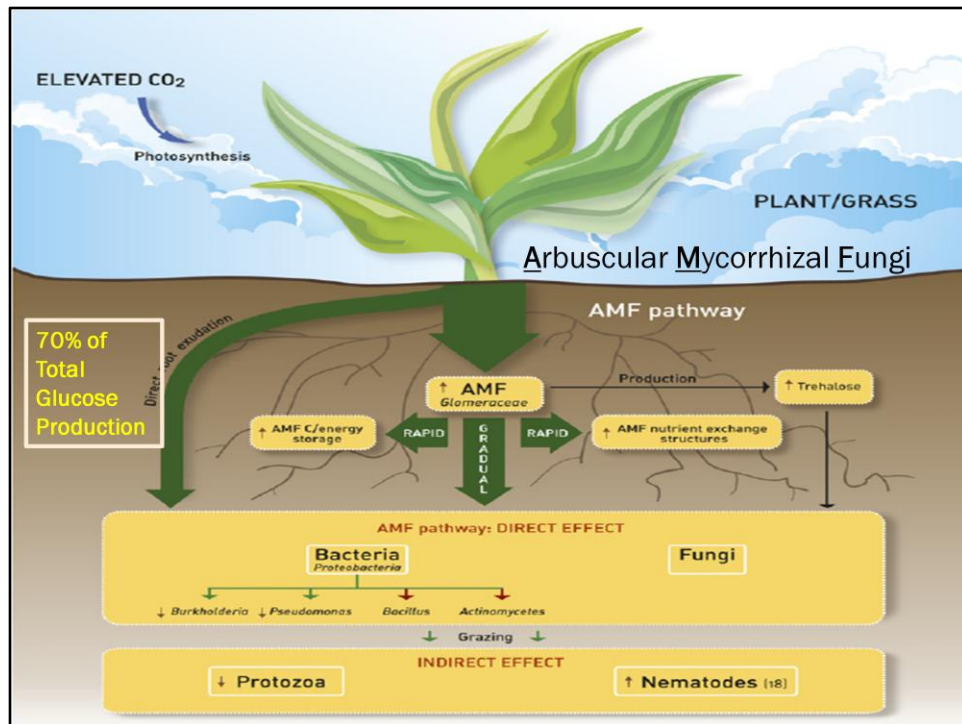 ELEVATED CO₂
Photosynthesis
PLANT/GRASS
Arbuscular Mycorrhizal Fungi
AMF pathway
70% of
Total
Glucose
Production
Direct root exudation
↑ AMF
Glomeraceae
Production
↑ Trehalose
↑ AMF C/energy
storage
RAPID
GRADUAL
RAPID
↑ AMF nutrient exchange
structures
AMF pathway: DIRECT EFFECT
Bacteria
Proteobacteria
Fungi
↓ Burkholderia ↓ Pseudomonas Bacillus Actinomycetes
↓ Grazing ↓
INDIRECT EFFECT
↓ Protozoa
↑ Nematodes [18]